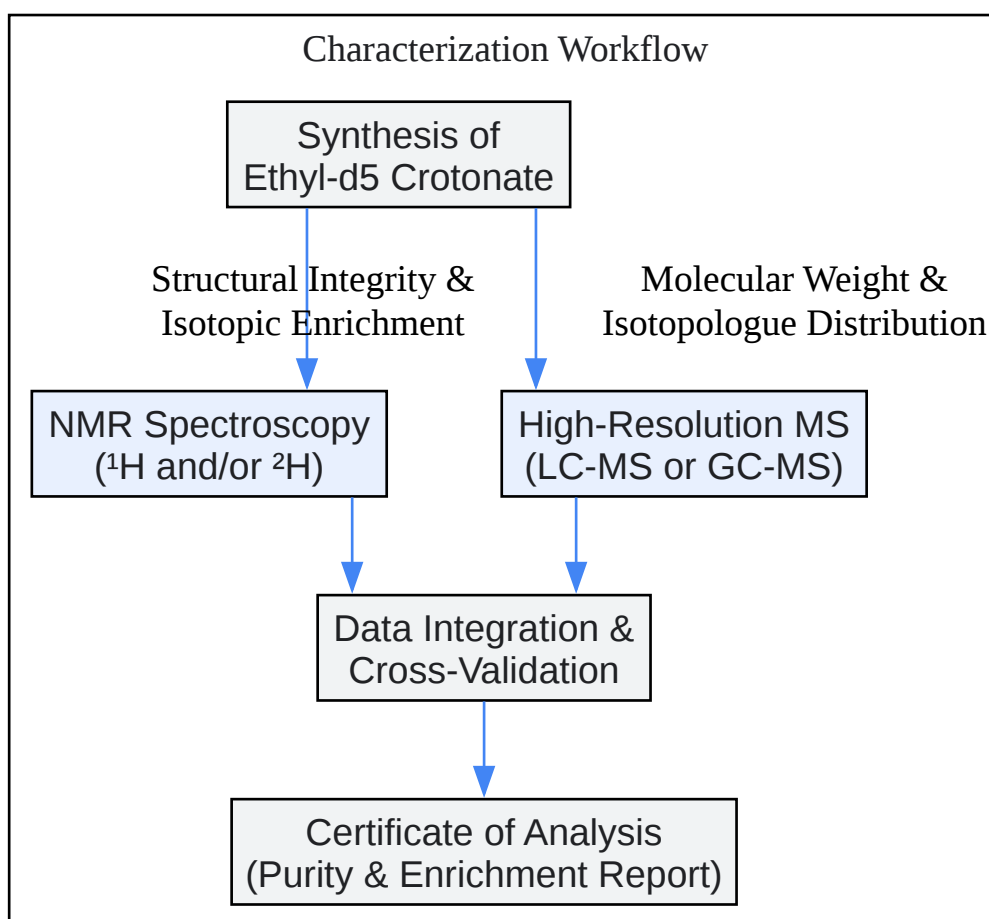 Characterization Workflow
Synthesis of
Ethyl-d5 Crotonate
Structural Integrity &
Isotopic Enrichment
Molecular Weight &
Isotopologue Distribution
NMR Spectroscopy
(¹H and/or ²H)
High-Resolution MS
(LC-MS or GC-MS)
Data Integration &
Cross-Validation
Certificate of Analysis
(Purity & Enrichment Report)